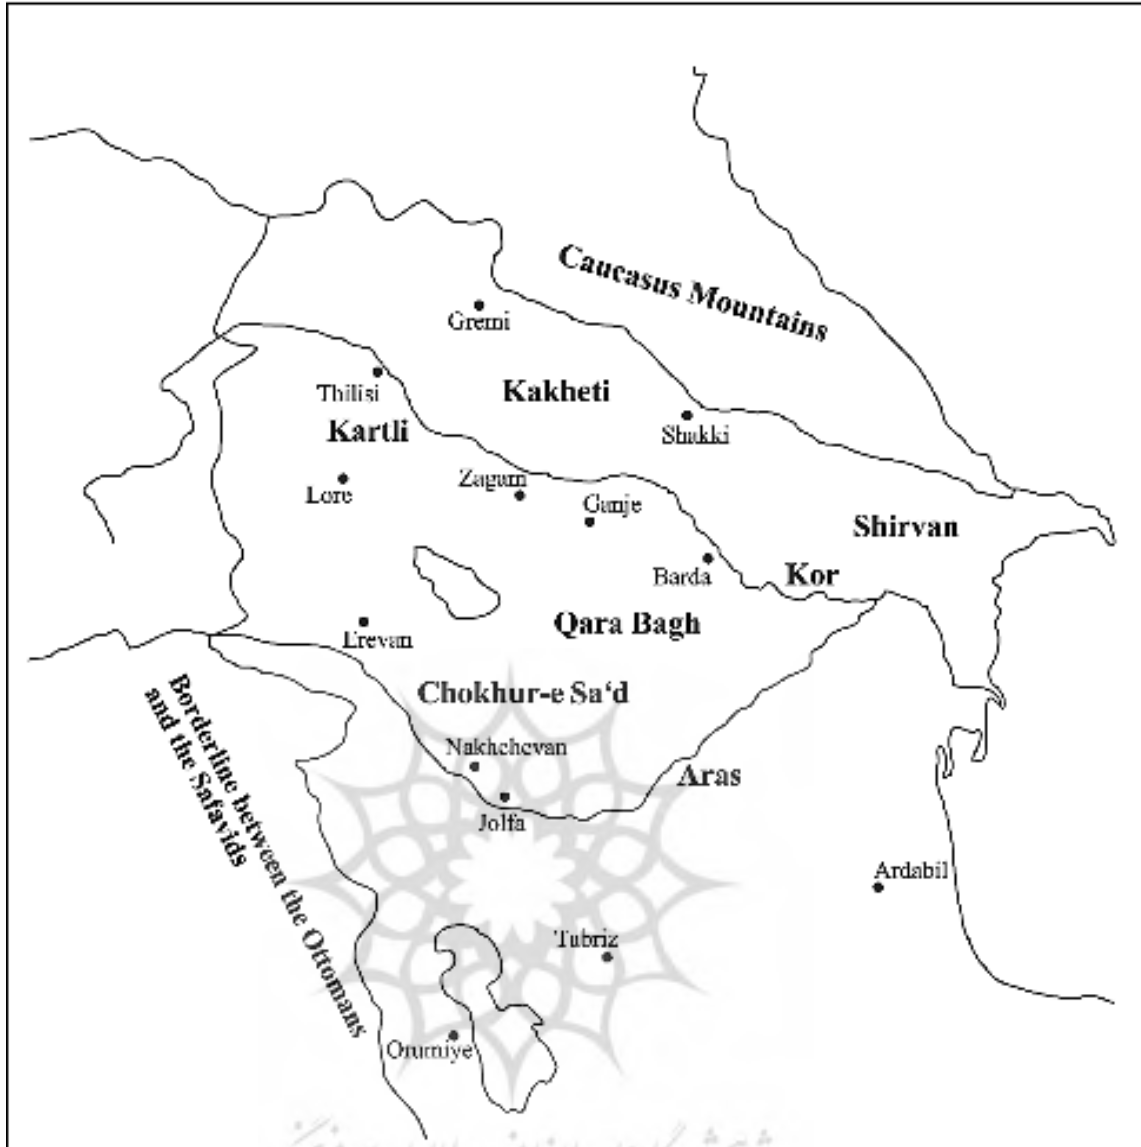 Caucasus Mountains
Gremi
Tbilisi
Kakheti
Kartli
Shakki
Zagam
Lore
Ganje
Shirvan
Barda
Kor
Qara Bagh
Erevan
Chokhur-e Sa‘d
Borderline between the Ottomans
and the Safavids
Nakhchevan
Aras
Jolfa
Ardabil
Tabriz
Orumiye